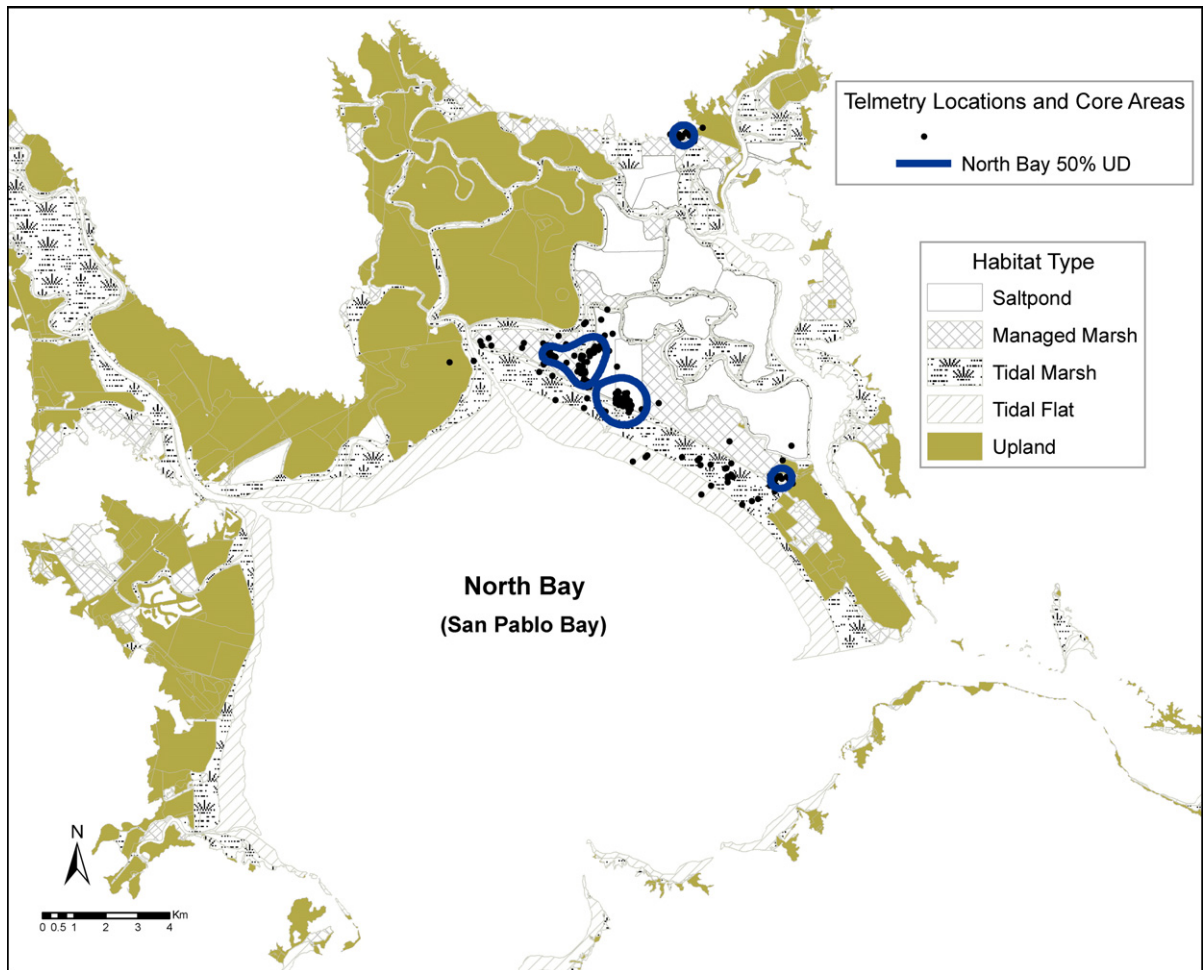 Telmetry Locations and Core Areas
North Bay 50% UD
Habitat Type
Saltpond
Managed Marsh
Tidal Marsh
Tidal Flat
Upland
North Bay
(San Pablo Bay)
N
Km
0 0.5 1 2 3 4